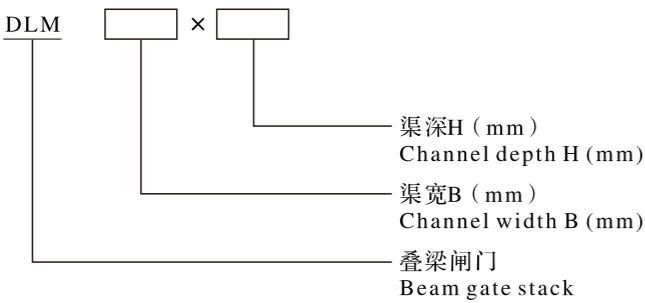 DLM ×
渠深H（mm）
Channel depth H (mm)
渠宽B（mm）
Channel width B (mm)
叠梁闸门
Beam gate stack